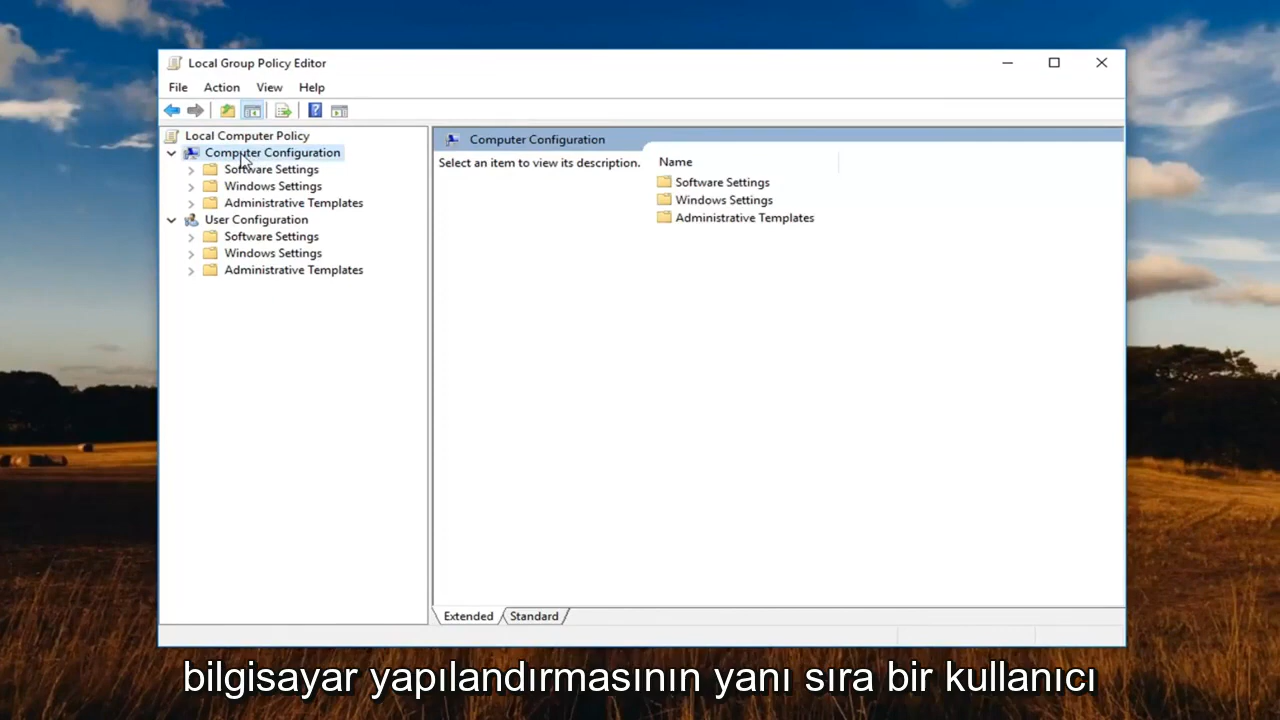 Local Group Policy Editor
File Action View Help
Local Computer Policy
Computer Configuration
Software Settings
Windows Settings
Administrative Templates
User Configuration
Software Settings
Windows Settings
Administrative Templates
Computer Configuration
Select an item to view its description.
Name
Software Settings
Windows Settings
Administrative Templates
Extended Standard
bilgisayar yapılandırmasının yanı sıra bir kullanıcı